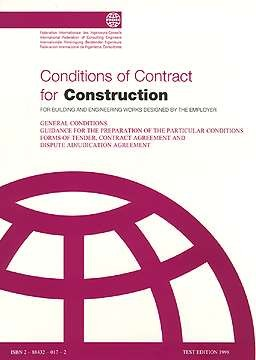 Fédération Internationale des Ingénieurs-Conseils
International Federation of Consulting Engineers
Internationale Vereinigung Beratender Ingenieure
Federación Internacional de Ingenieros Consultores
Conditions of Contract
for Construction
FOR BUILDING AND ENGINEERING WORKS DESIGNED BY THE EMPLOYER
GENERAL CONDITIONS
GUIDANCE FOR THE PREPARATION OF THE PARTICULAR CONDITIONS
FORMS OF TENDER, CONTRACT AGREEMENT AND
DISPUTE ADJUDICATION AGREEMENT
ISBN 2 - 88432 - 017 - 2
TEST EDITION 1998